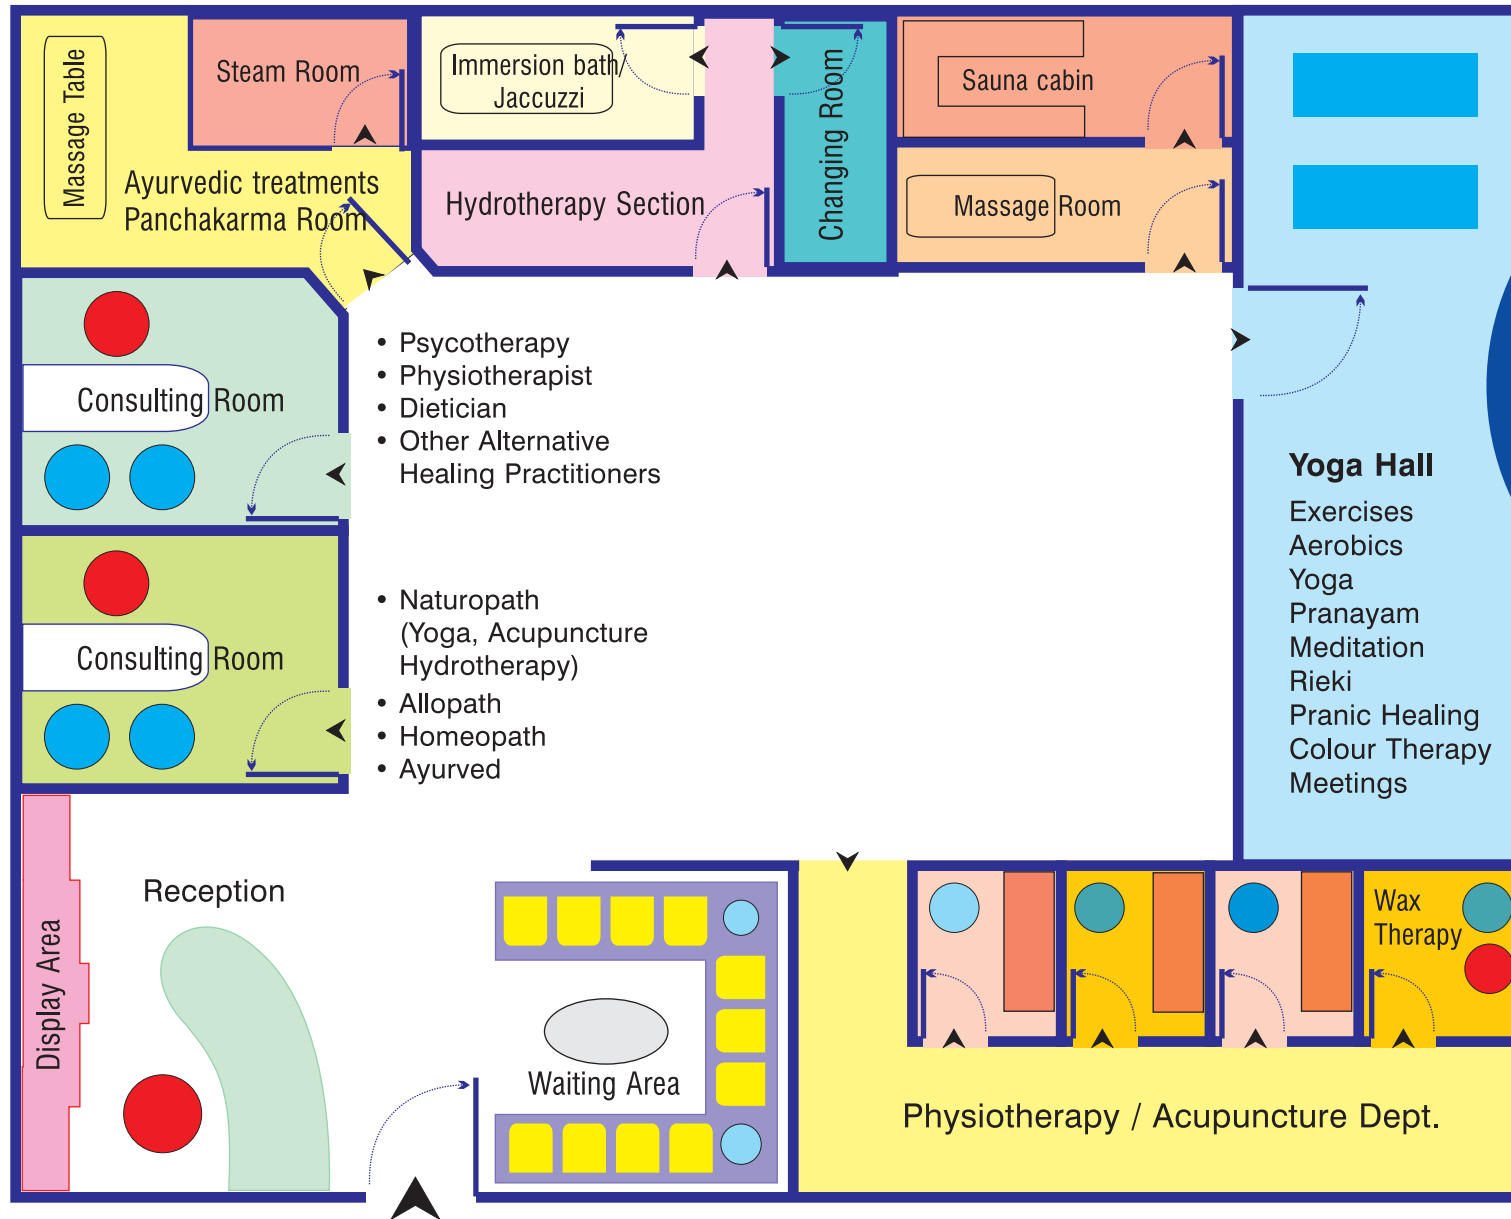 Massage Table
Steam Room
Ayurvedic treatments
Panchakarma Room
Immersion bath/
Jaccuzzi
Hydrotherapy Section
Changing Room
Sauna cabin
Massage Room
Consulting Room
• Psycotherapy
• Physiotherapist
• Dietician
• Other Alternative
Healing Practitioners
Consulting Room
• Naturopath
(Yoga, Acupuncture
Hydrotherapy)
• Allopath
• Homeopath
• Ayurved
Yoga Hall
Exercises
Aerobics
Yoga
Pranayam
Meditation
Rieki
Pranic Healing
Colour Therapy
Meetings
Reception
Display Area
Waiting Area
Wax
Therapy
Physiotherapy / Acupuncture Dept.